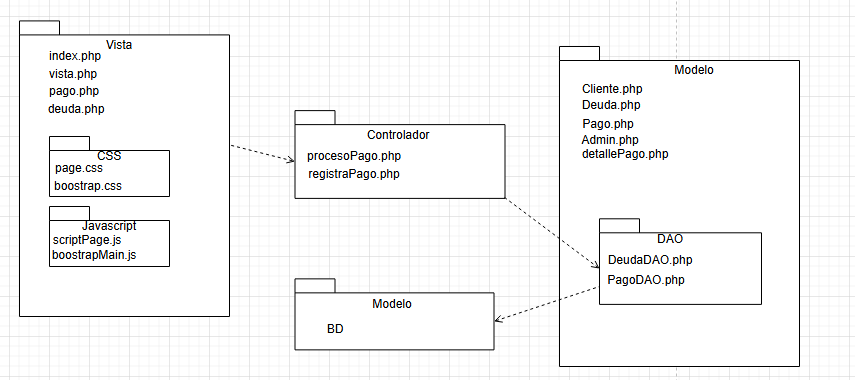 Vista
index.php
vista.php
pago.php
deuda.php
CSS
page.css
boostrap.css
Javascript
scriptPage.js
boostrapMain.js
Controlador
procesoPago.php
registraPago.php
Modelo
BD
Modelo
Cliente.php
Deuda.php
Pago.php
Admin.php
detallePago.php
DAO
DeudaDAO.php
PagoDAO.php